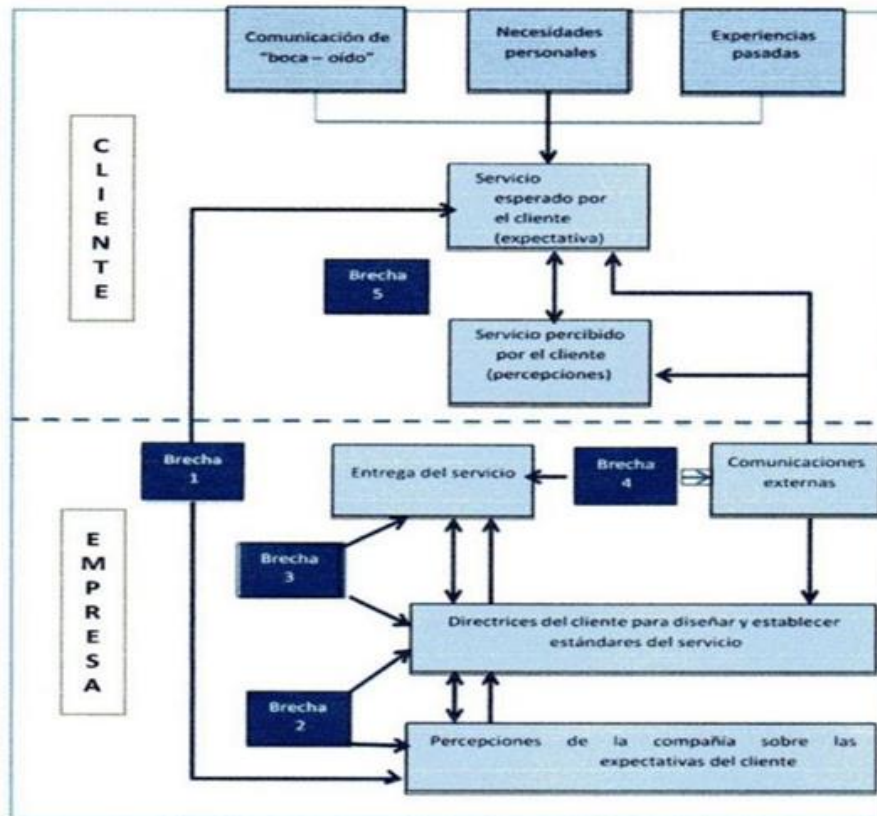 Comunicación de
"boca – oído"
Necesidades
personales
Experiencias
pasadas
C
L
I
E
N
T
E
Servicio
esperado por
el cliente
(expectativa)
Brecha
5
Servicio percibido
por el cliente
(percepciones)
Brecha
1
Entrega del servicio
Brecha
4
Comunicaciones
externas
E
M
P
R
E
S
A
Brecha
3
Directrices del cliente para diseñar y establecer
estándares del servicio
Brecha
2
Percepciones de la compañía sobre las
expectativas del cliente